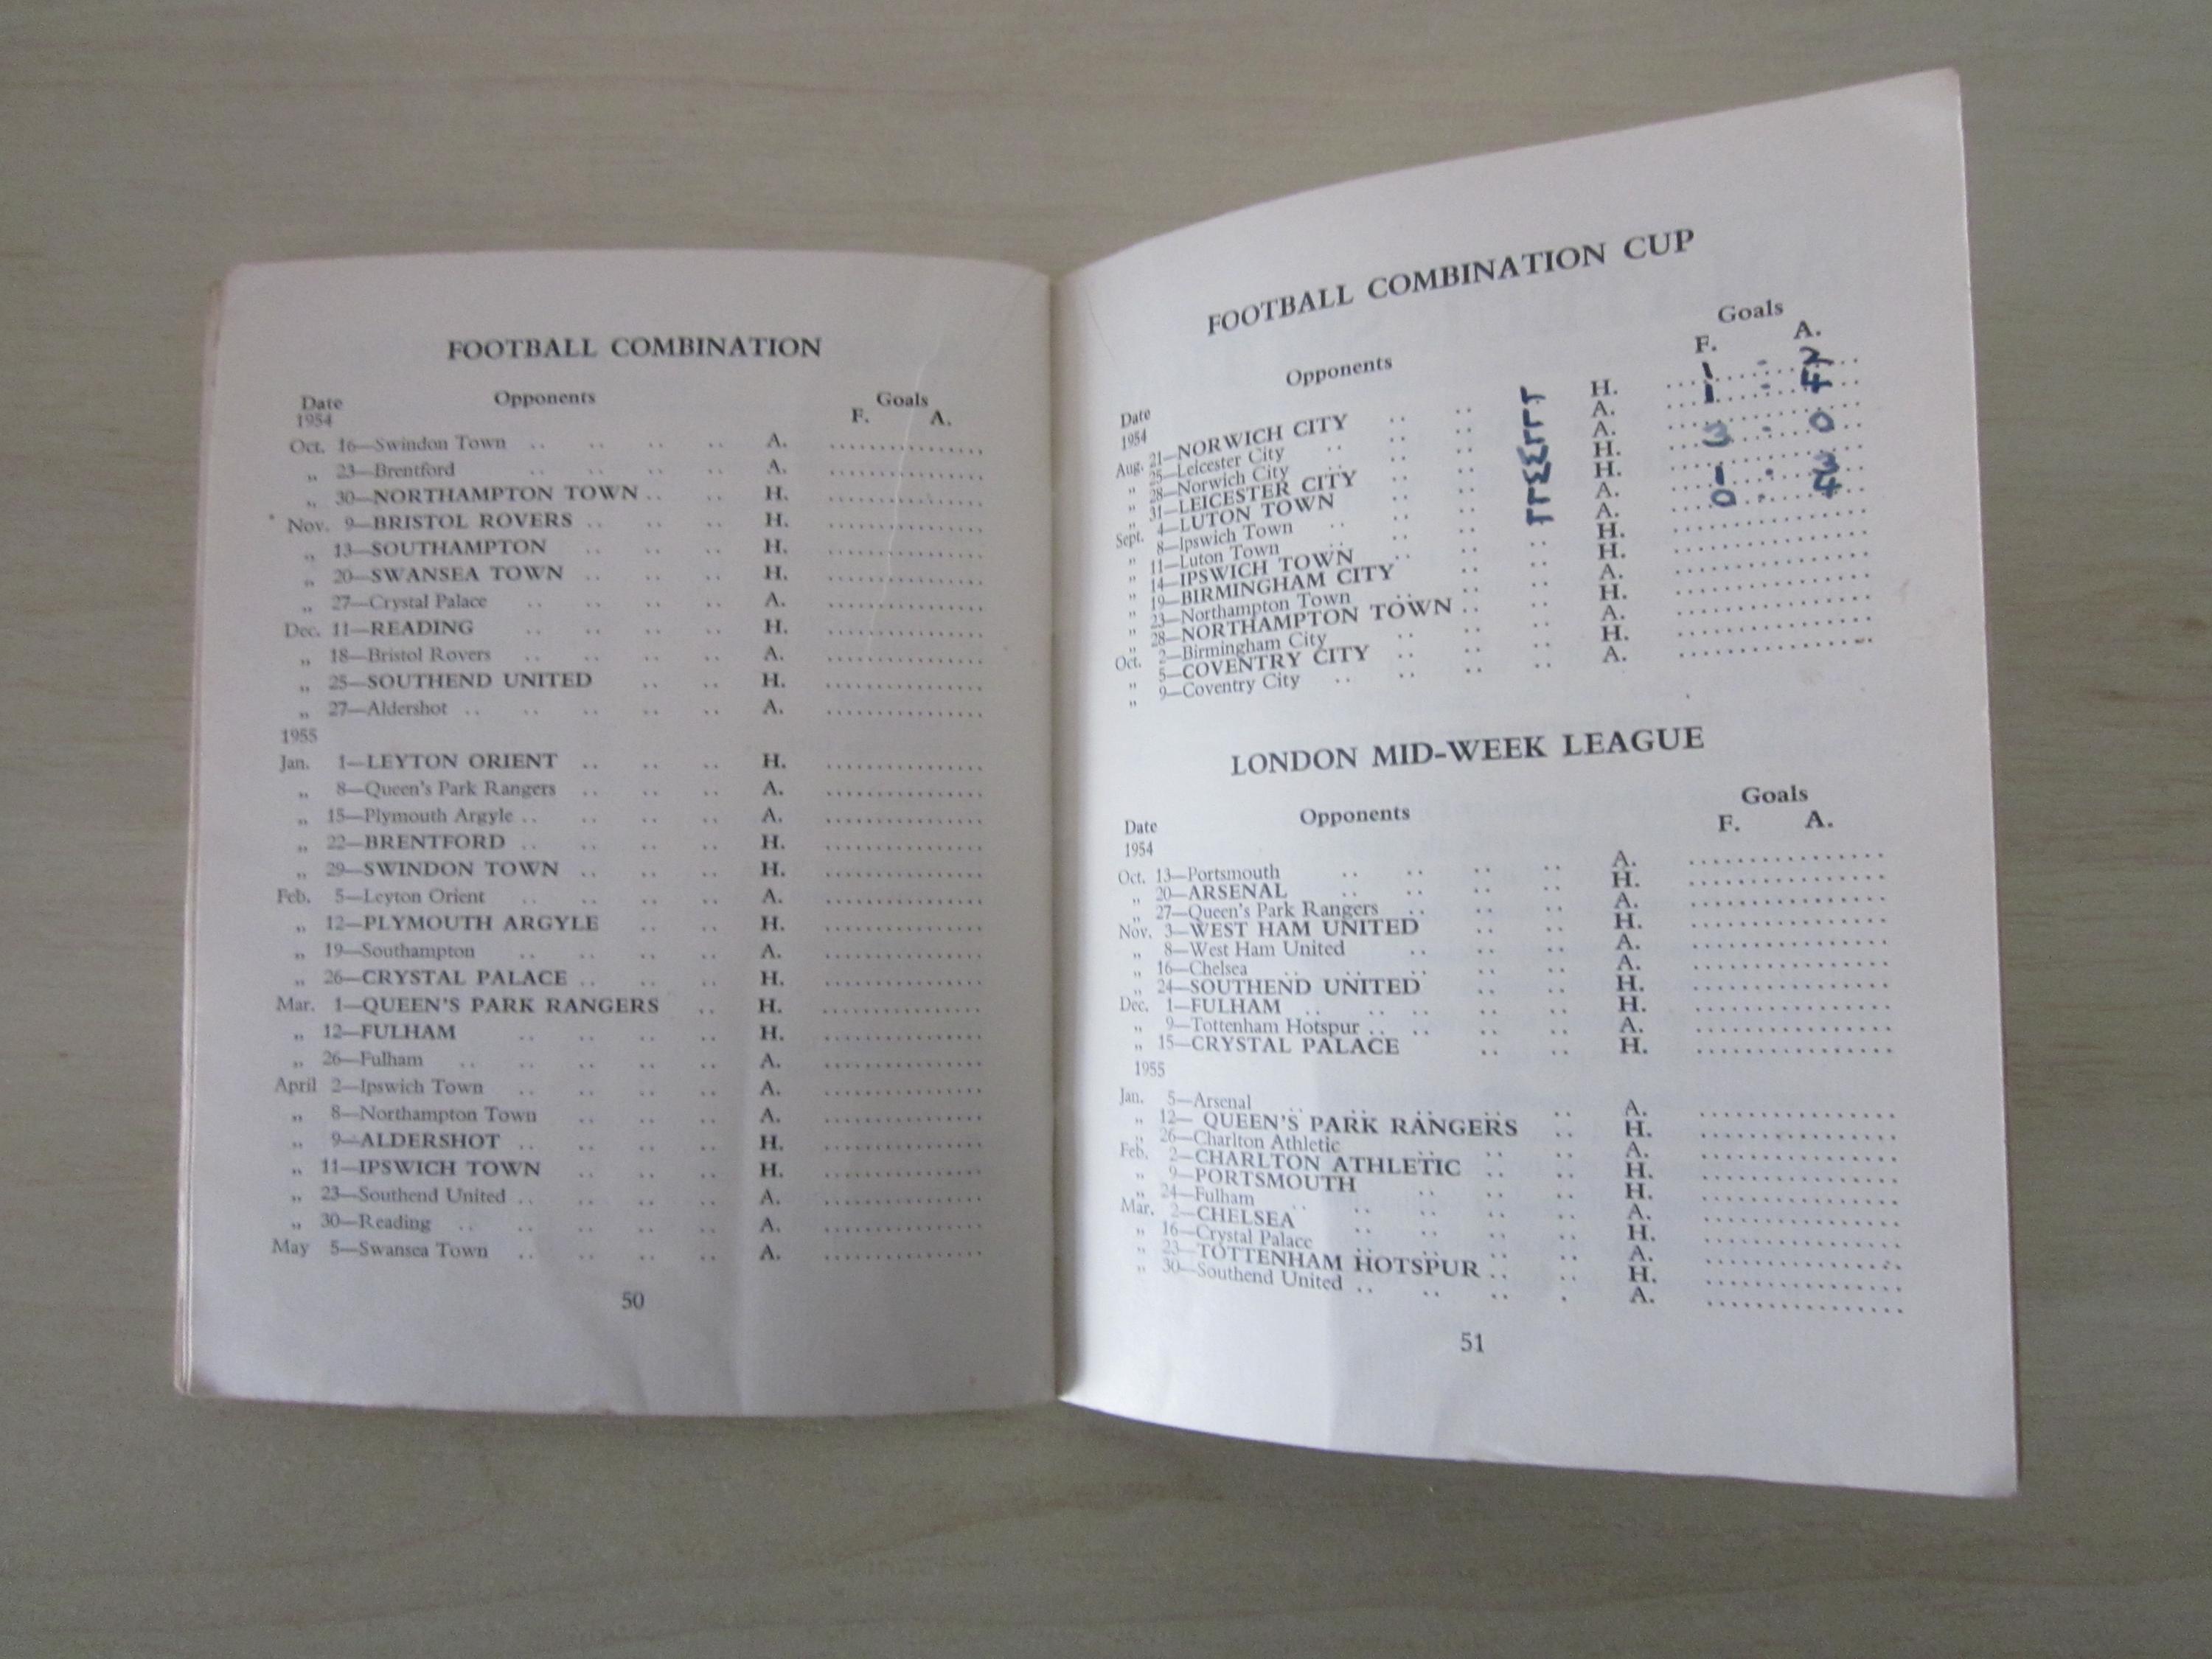 FOOTBALL COMBINATION
Date Opponents Goals
1954 F. A.
Oct. 16—Swindon Town .. .. .. .. A. ................
„ 23—Brentford .. .. .. .. A. ................
„ 30—NORTHAMPTON TOWN .. .. H. ................
Nov. 9—BRISTOL ROVERS .. .. .. H. ................
„ 13—SOUTHAMPTON .. .. .. H. ................
„ 20—SWANSEA TOWN .. .. .. H. ................
„ 27—Crystal Palace .. .. .. .. A. ................
Dec. 11—READING .. .. .. .. H. ................
„ 18—Bristol Rovers .. .. .. .. A. ................
„ 25—SOUTHEND UNITED .. .. H. ................
„ 27—Aldershot .. .. .. .. .. A. ................
1955
Jan. 1—LEYTON ORIENT .. .. .. H. ................
„ 8—Queen's Park Rangers .. .. .. A. ................
„ 15—Plymouth Argyle .. .. .. .. A. ................
„ 22—BRENTFORD .. .. .. .. H. ................
„ 29—SWINDON TOWN .. .. .. H. ................
Feb. 5—Leyton Orient .. .. .. .. A. ................
„ 12—PLYMOUTH ARGYLE .. .. H. ................
„ 19—Southampton .. .. .. .. A. ................
„ 26—CRYSTAL PALACE .. .. .. H. ................
Mar. 1—QUEEN'S PARK RANGERS .. H. ................
„ 12—FULHAM .. .. .. .. H. ................
„ 26—Fulham .. .. .. .. .. A. ................
April 2—Ipswich Town .. .. .. .. A. ................
„ 8—Northampton Town .. .. .. A. ................
„ 9—ALDERSHOT .. .. .. .. H. ................
„ 11—IPSWICH TOWN .. .. .. H. ................
„ 23—Southend United .. .. .. .. A. ................
„ 30—Reading .. .. .. .. .. A. ................
May 5—Swansea Town .. .. .. .. A. ................
50
FOOTBALL COMBINATION CUP
Date Opponents Goals
1954 F. A.
Aug. 21—NORWICH CITY .. .. L H. 1 - 2
„ 25—Leicester City .. .. L A. 1 - 4
„ 28—Norwich City .. .. L A.
„ 31—LEICESTER CITY .. .. W H. 3 - 0
Sept. 4—LUTON TOWN .. .. W H.
„ 8—Ipswich Town .. .. L A. 1 - 3
„ 11—Luton Town .. .. L A. 0 - 4
„ 14—IPSWICH TOWN .. .. .. H. ................
„ 19—BIRMINGHAM CITY .. .. H. ................
„ 23—Northampton Town .. .. .. A. ................
„ 28—NORTHAMPTON TOWN .. .. H. ................
Oct. 2—Birmingham City .. .. .. A. ................
„ 5—COVENTRY CITY .. .. .. H. ................
„ 9—Coventry City .. .. .. .. A. ................
LONDON MID-WEEK LEAGUE
Date Opponents Goals
1954 F. A.
Oct. 13—Portsmouth .. .. .. .. A. ................
„ 20—ARSENAL .. .. .. .. H. ................
„ 27—Queen's Park Rangers .. .. .. A. ................
Nov. 3—WEST HAM UNITED .. .. H. ................
„ 8—West Ham United .. .. .. A. ................
„ 16—Chelsea .. .. .. .. .. A. ................
„ 24—SOUTHEND UNITED .. .. H. ................
Dec. 1—FULHAM .. .. .. .. .. H. ................
„ 9—Tottenham Hotspur .. .. .. .. A. ................
„ 15—CRYSTAL PALACE .. .. H. ................
1955
Jan. 5—Arsenal .. .. .. .. .. A. ................
„ 12— QUEEN'S PARK RANGERS .. H. ................
„ 26—Charlton Athletic .. .. .. A. ................
Feb. 2—CHARLTON ATHLETIC .. .. H. ................
„ 9—PORTSMOUTH .. .. .. H. ................
„ 24—Fulham .. .. .. .. .. A. ................
Mar. 2—CHELSEA .. .. .. .. H. ................
„ 16—Crystal Palace .. .. .. .. A. ................
„ 23—TOTTENHAM HOTSPUR .. .. H. ................
„ 30—Southend United .. .. .. . A. ................
51